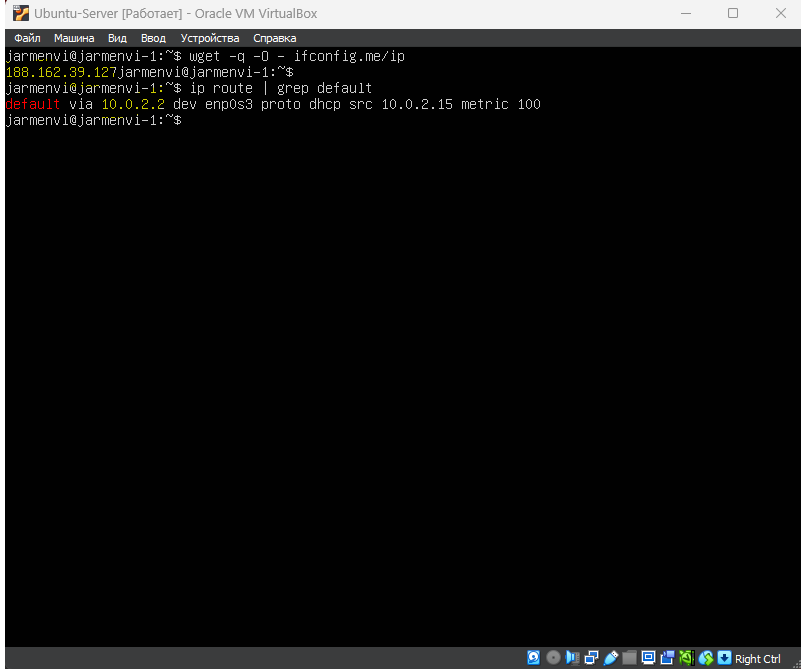 Ubuntu-Server [Работает] - Oracle VM VirtualBox
Файл Машина Вид Ввод Устройства Справка
jarmenvi@jarmenvi-1:~$ wget -q -O - ifconfig.me/ip
188.162.39.127jarmenvi@jarmenvi-1:~$
jarmenvi@jarmenvi-1:~$ ip route | grep default
default via 10.0.2.2 dev enp0s3 proto dhcp src 10.0.2.15 metric 100
jarmenvi@jarmenvi-1:~$
Right Ctrl